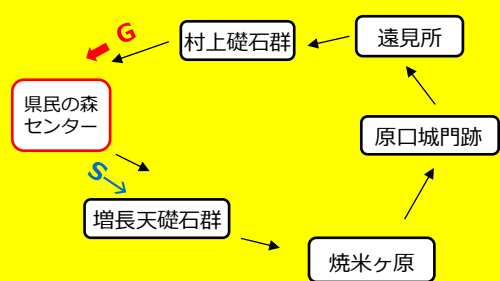 G
村上礎石群
遠見所
県民の森
センター
原口城門跡
S
増長天礎石群
焼米ヶ原